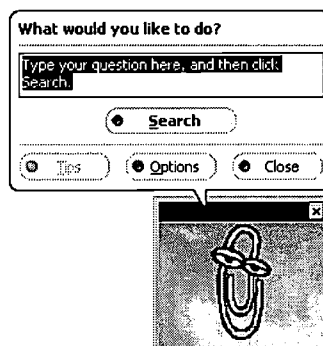 What would you like to do?
Type your question here, and then click
Search.
Search
Tips Options Close